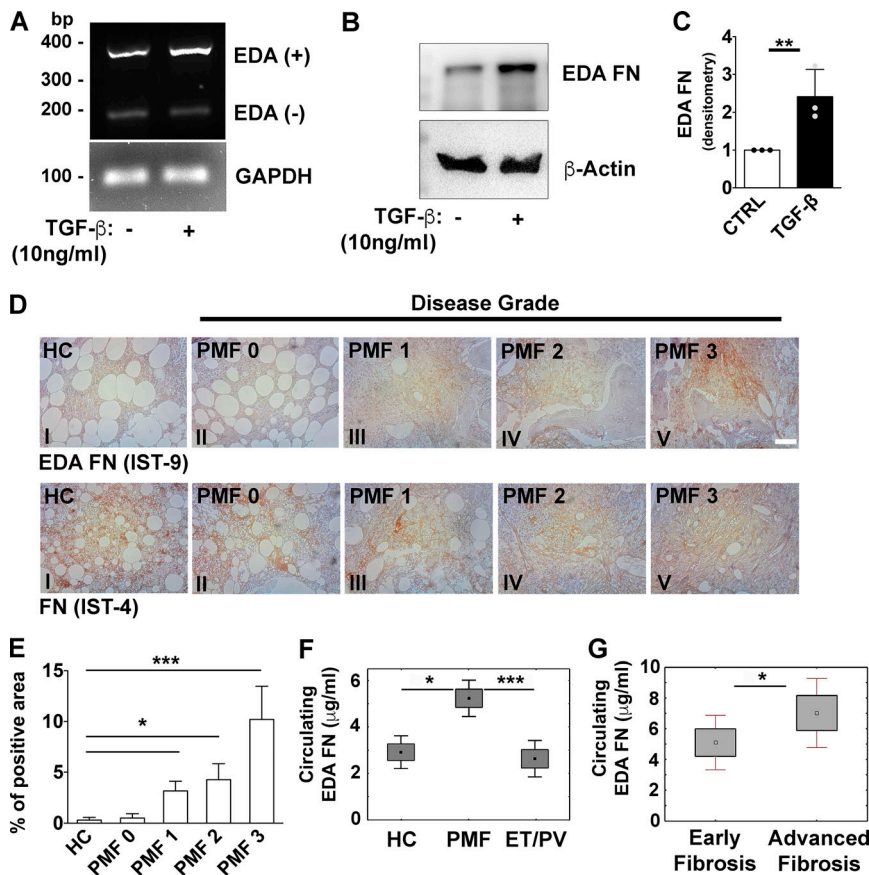 A
bp
400 -
300 -
200 -
100 -
EDA (+)
EDA (-)
GAPDH
TGF-β: - +
(10ng/ml)
B
EDA FN
β-Actin
TGF-β: - +
(10ng/ml)
C
EDA FN
(densitometry)
4
3
2
1
0
**
CTRL
TGF-β
D
Disease Grade
HC PMF 0 PMF 1 PMF 2 PMF 3
I II III IV V
EDA FN (IST-9)
HC PMF 0 PMF 1 PMF 2 PMF 3
I II III IV V
FN (IST-4)
E
% of positive area
15
10
5
0
***
*
HC PMF 0 PMF 1 PMF 2 PMF 3
F
Circulating
EDA FN (µg/ml)
6
4
2
0
* ***
HC PMF ET/PV
G
Circulating
EDA FN (µg/ml)
10
8
6
4
2
0
*
Early Advanced
Fibrosis Fibrosis